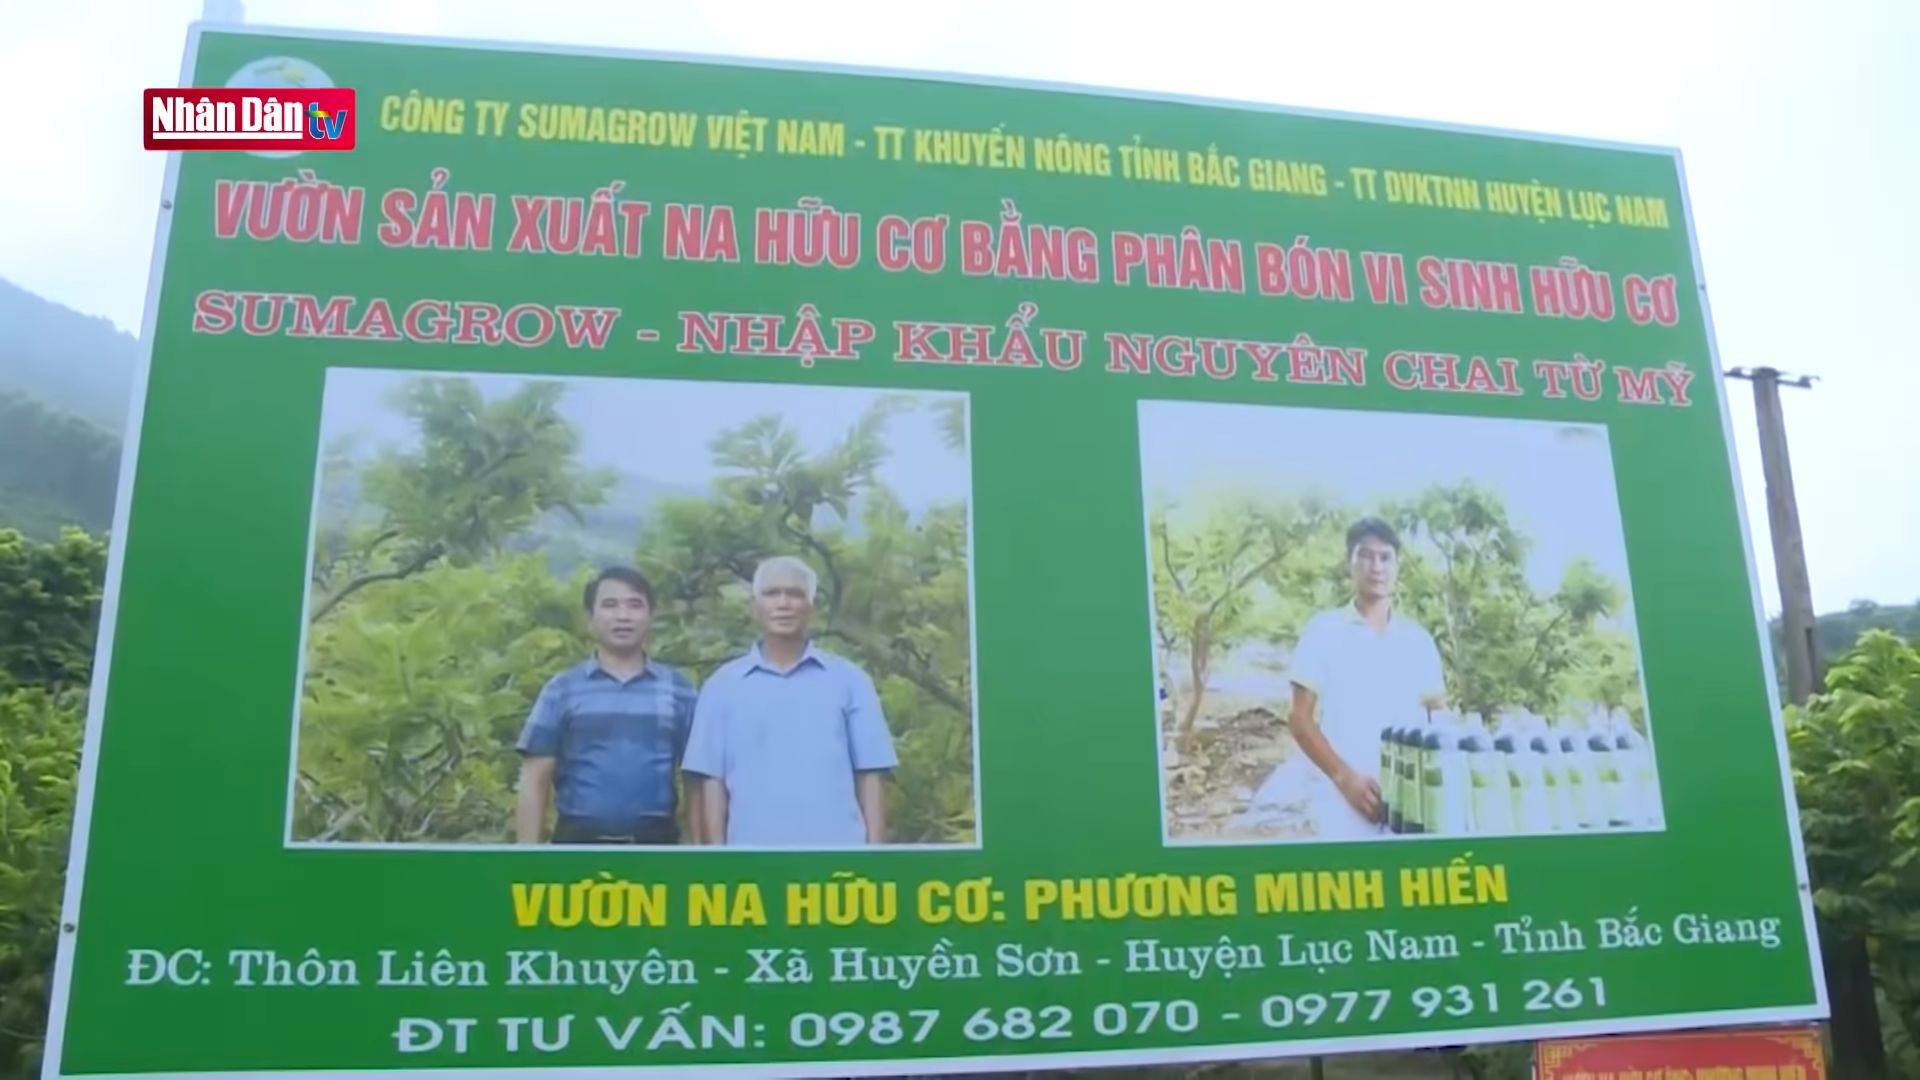 Nhân Dân tv
CÔNG TY SUMAGROW VIỆT NAM - TT KHUYẾN NÔNG TỈNH BẮC GIANG - TT DVKTNN HUYỆN LỤC NAM
VƯỜN SẢN XUẤT NA HỮU CƠ BẰNG PHÂN BÓN VI SINH HỮU CƠ
SUMAGROW - NHẬP KHẨU NGUYÊN CHAI TỪ MỸ
VƯỜN NA HỮU CƠ: PHƯƠNG MINH HIẾN
ĐC: Thôn Liên Khuyên - Xã Huyền Sơn - Huyện Lục Nam - Tỉnh Bắc Giang
ĐT TƯ VẤN: 0987 682 070 - 0977 931 261